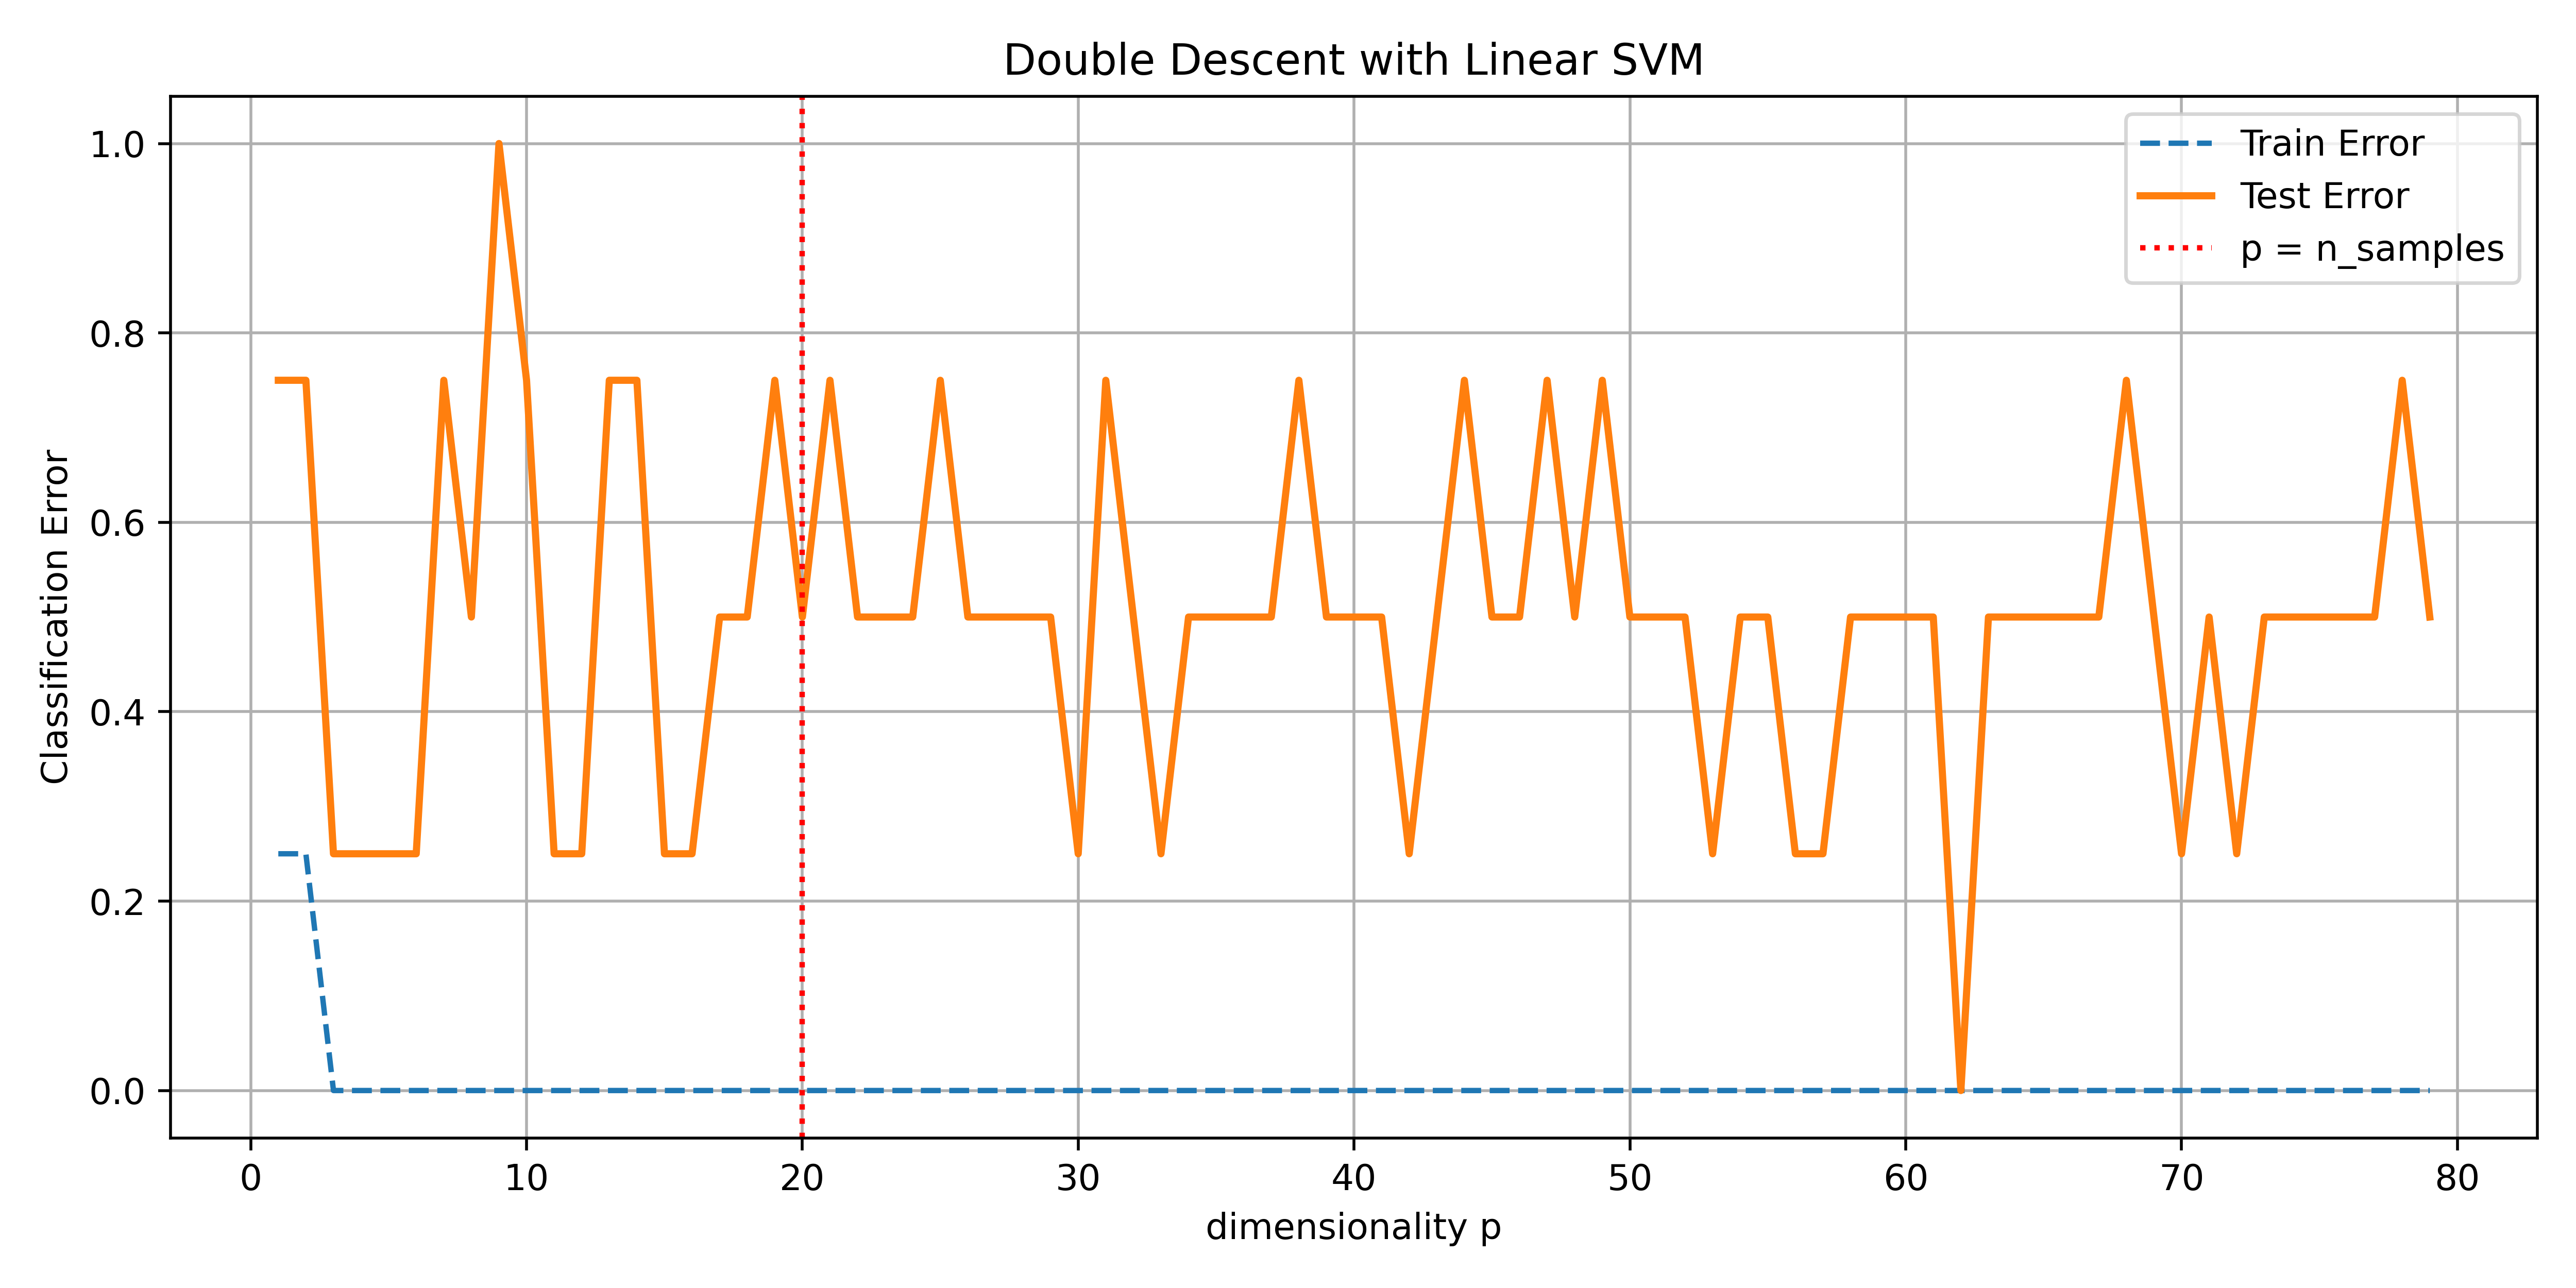 Double Descent with Linear SVM
Classification Error
1.0
0.8
0.6
0.4
0.2
0.0
Train Error
Test Error
p = n_samples
0 10 20 30 40 50 60 70 80
dimensionality p